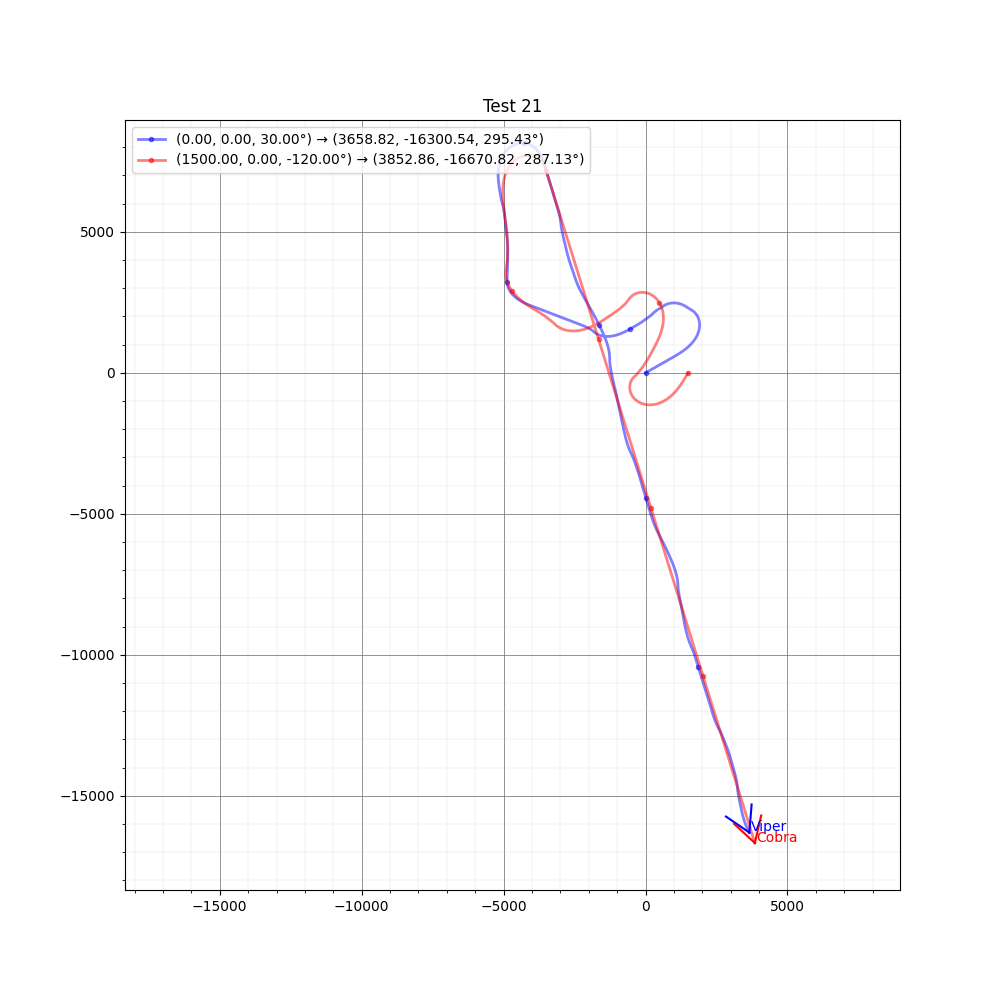 Test 21
(0.00, 0.00, 30.00°) → (3658.82, -16300.54, 295.43°)
(1500.00, 0.00, -120.00°) → (3852.86, -16670.82, 287.13°)
5000
0
−5000
−10000
−15000
Viper
Cobra
−15000 −10000 −5000 0 5000